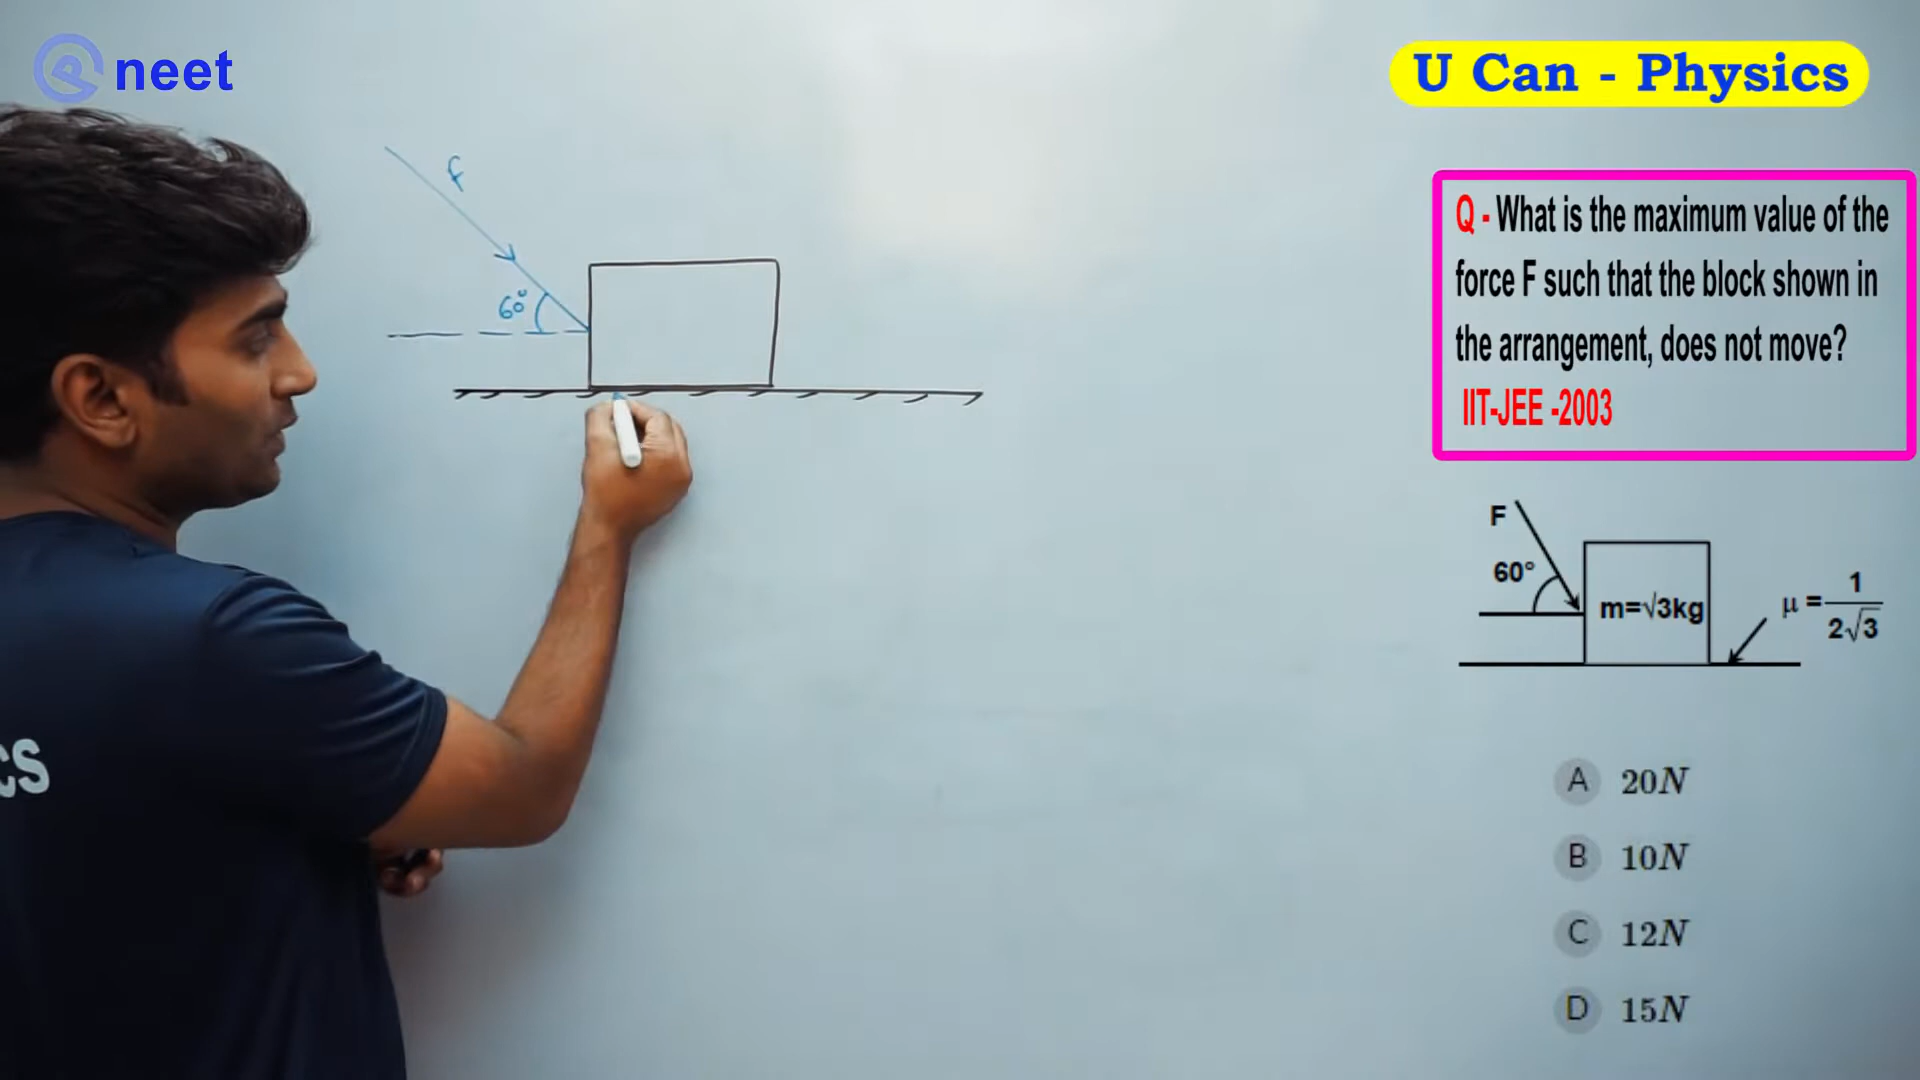 neet
U Can - Physics
f
60°
Q - What is the maximum value of the
force F such that the block shown in
the arrangement, does not move?
IIT-JEE -2003
F
60°
m=√3kg
μ = 1/2√3
cs
A 20N
B 10N
C 12N
D 15N